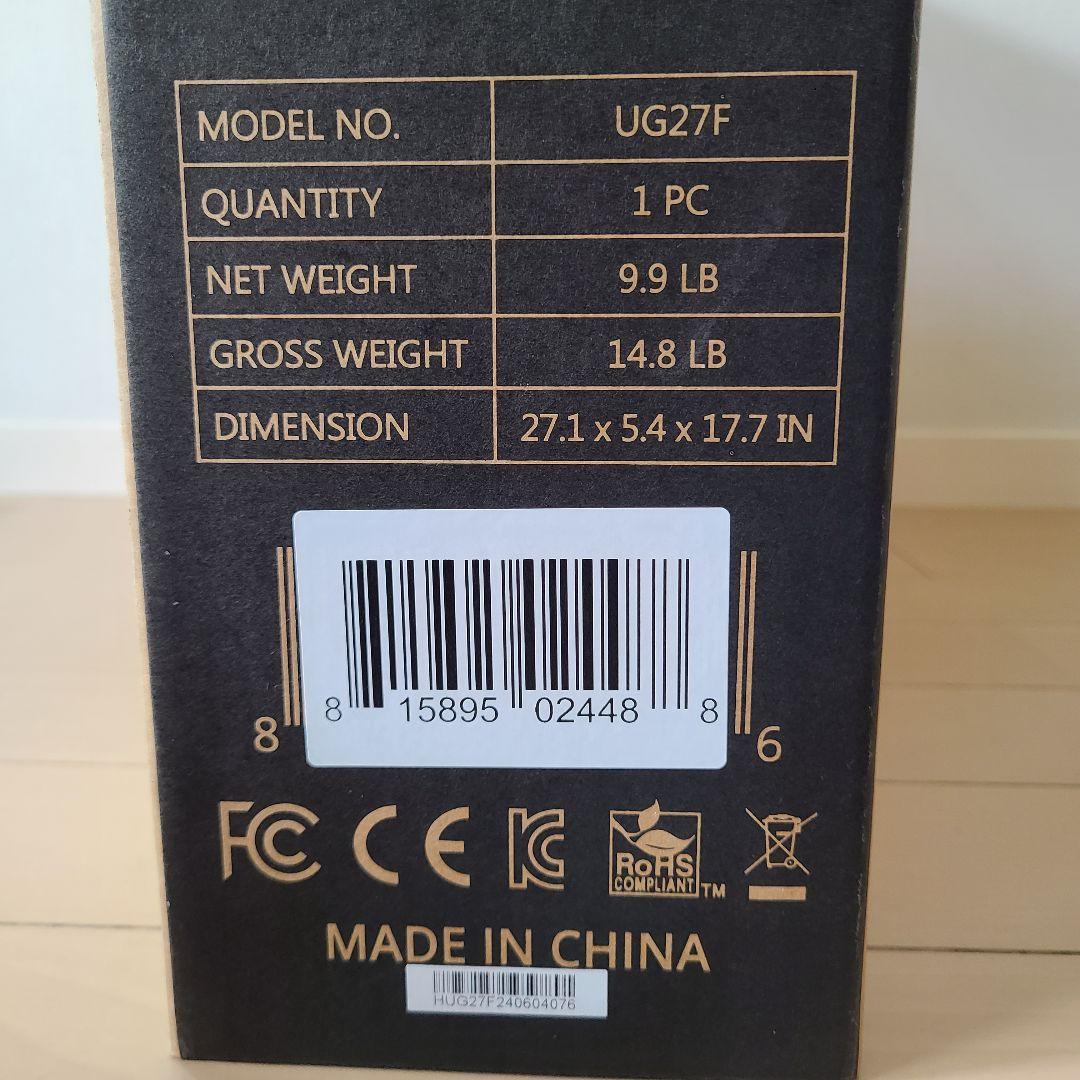 MODEL NO. UG27F
QUANTITY 1 PC
NET WEIGHT 9.9 LB
GROSS WEIGHT 14.8 LB
DIMENSION 27.1 x 5.4 x 17.7 IN
8 15895 02448 8
8 6
FC CE KC RoHS
COMPLIANT TM
MADE IN CHINA
HUG27F240604076